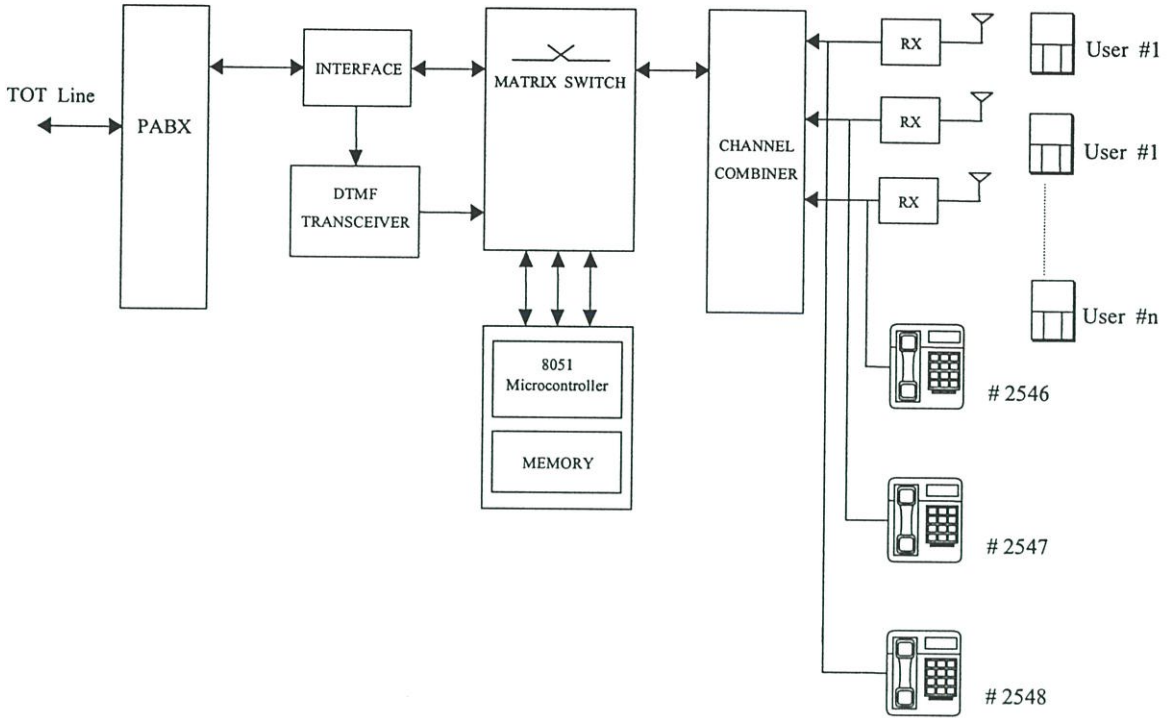 TOT Line
PABX
INTERFACE
DTMF
TRANSCEIVER
MATRIX SWITCH
8051
Microcontroller
MEMORY
CHANNEL
COMBINER
RX
RX
RX
User #1
User #1
User #n
# 2546
# 2547
# 2548